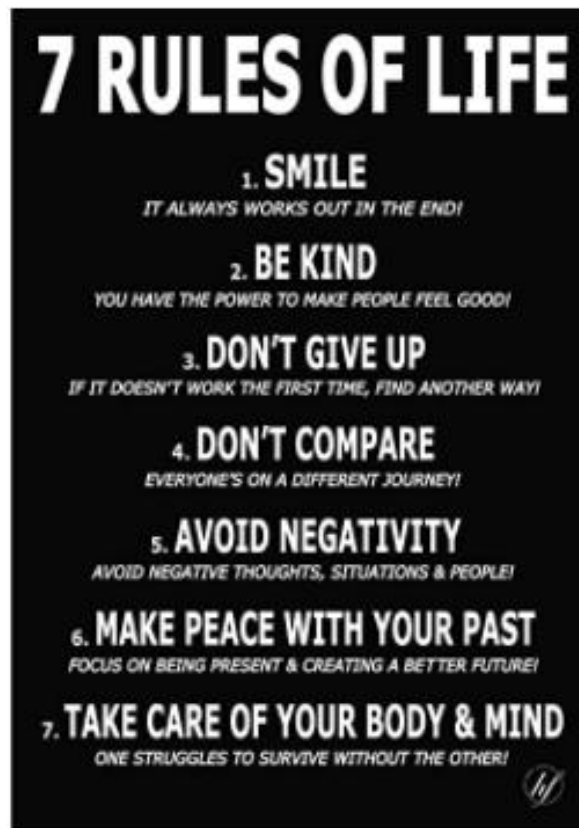 7 RULES OF LIFE
1. SMILE
IT ALWAYS WORKS OUT IN THE END!
2. BE KIND
YOU HAVE THE POWER TO MAKE PEOPLE FEEL GOOD!
3. DON'T GIVE UP
IF IT DOESN'T WORK THE FIRST TIME, FIND ANOTHER WAY!
4. DON'T COMPARE
EVERYONE'S ON A DIFFERENT JOURNEY!
5. AVOID NEGATIVITY
AVOID NEGATIVE THOUGHTS, SITUATIONS & PEOPLE!
6. MAKE PEACE WITH YOUR PAST
FOCUS ON BEING PRESENT & CREATING A BETTER FUTURE!
7. TAKE CARE OF YOUR BODY & MIND
ONE STRUGGLES TO SURVIVE WITHOUT THE OTHER!